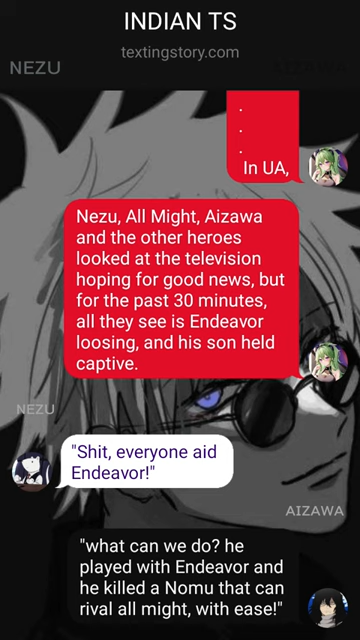 INDIAN TS
textingstory.com
NEZU
AIZAWA
.
.
.
In UA,
Nezu, All Might, Aizawa
and the other heroes
looked at the television
hoping for good news, but
for the past 30 minutes,
all they see is Endeavor
loosing, and his son held
captive.
NEZU
"Shit, everyone aid
Endeavor!"
AIZAWA
"what can we do? he
played with Endeavor and
he killed a Nomu that can
rival all might, with ease!"